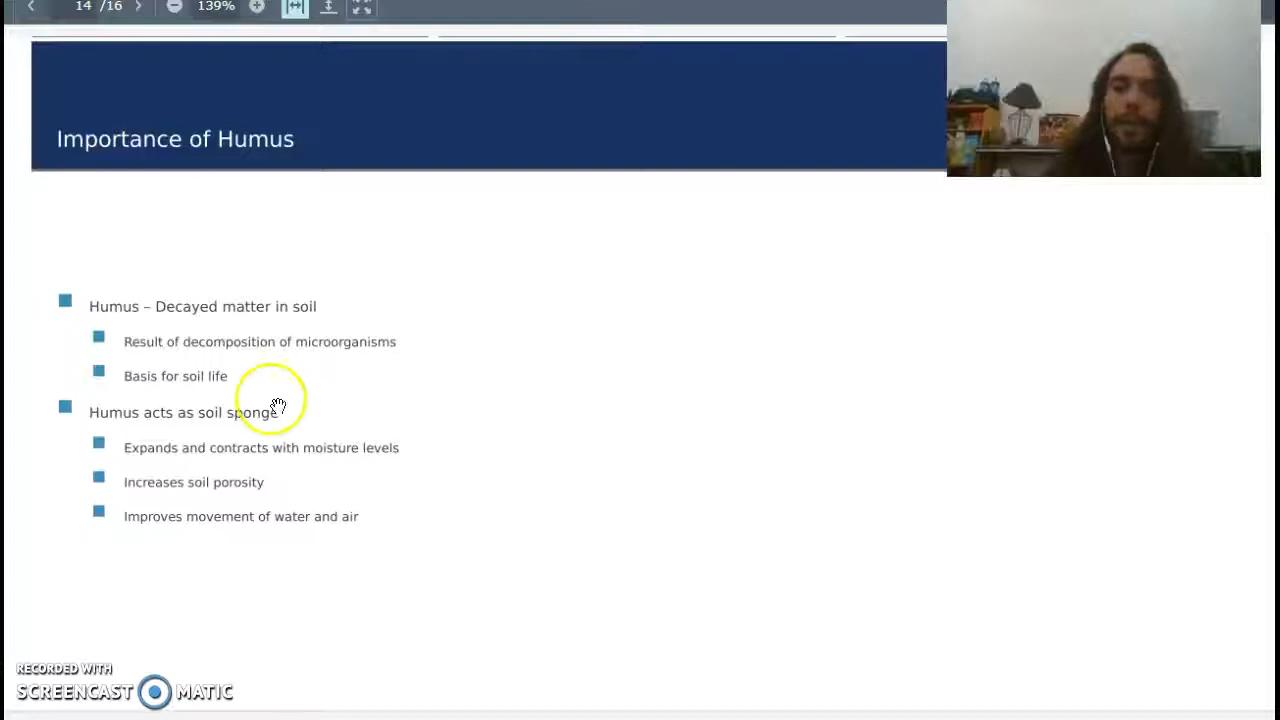 14 /16 139%
Importance of Humus
Humus – Decayed matter in soil
Result of decomposition of microorganisms
Basis for soil life
Humus acts as soil sponge
Expands and contracts with moisture levels
Increases soil porosity
Improves movement of water and air
RECORDED WITH
SCREENCAST MATIC